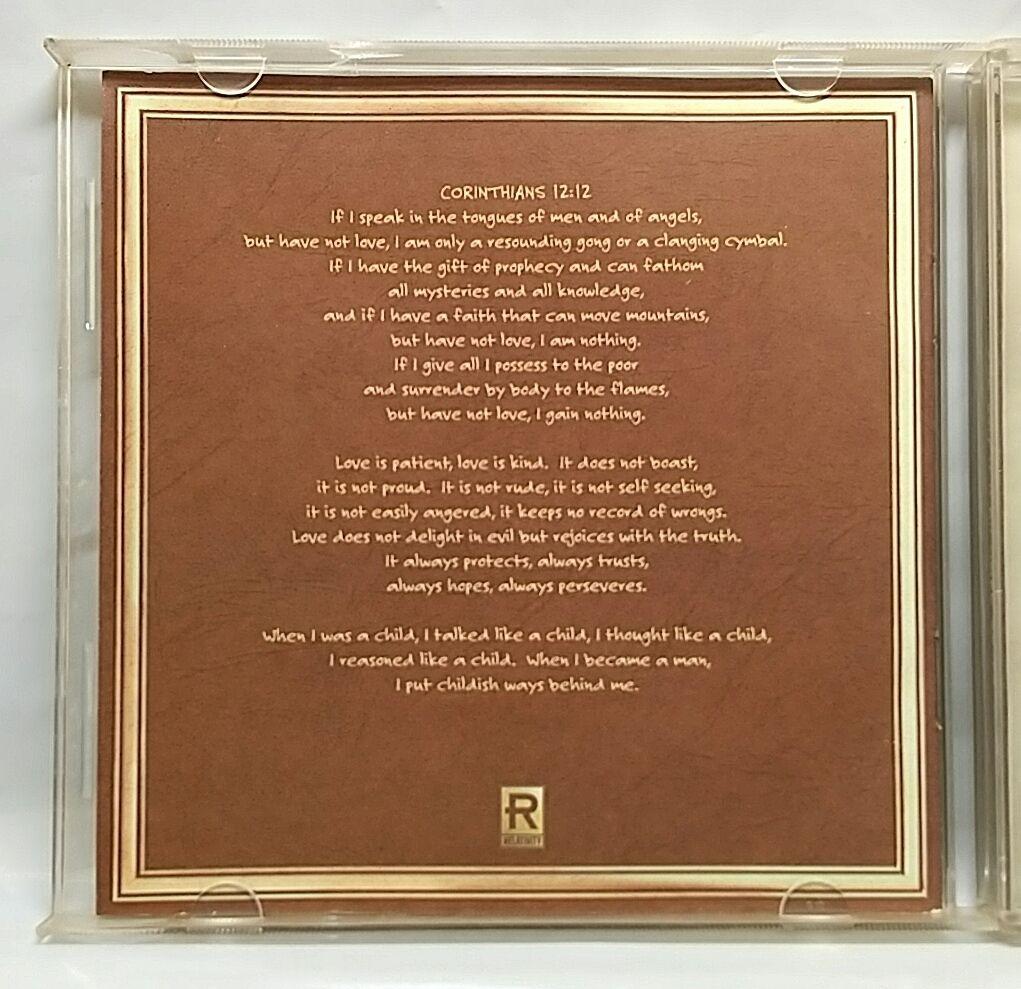 CORINTHIANS 12:12
If I speak in the tongues of men and of angels,
but have not love, I am only a resounding gong or a clanging cymbal.
If I have the gift of prophecy and can fathom
all mysteries and all knowledge,
and if I have a faith that can move mountains,
but have not love, I am nothing.
If I give all I possess to the poor
and surrender by body to the flames,
but have not love, I gain nothing.
Love is patient, love is kind. It does not boast,
it is not proud. It is not rude, it is not self seeking,
it is not easily angered, it keeps no record of wrongs.
Love does not delight in evil but rejoices with the truth.
It always protects, always trusts,
always hopes, always perseveres.
When I was a child, I talked like a child, I thought like a child,
I reasoned like a child. When I became a man,
I put childish ways behind me.
R
RELATIVITY